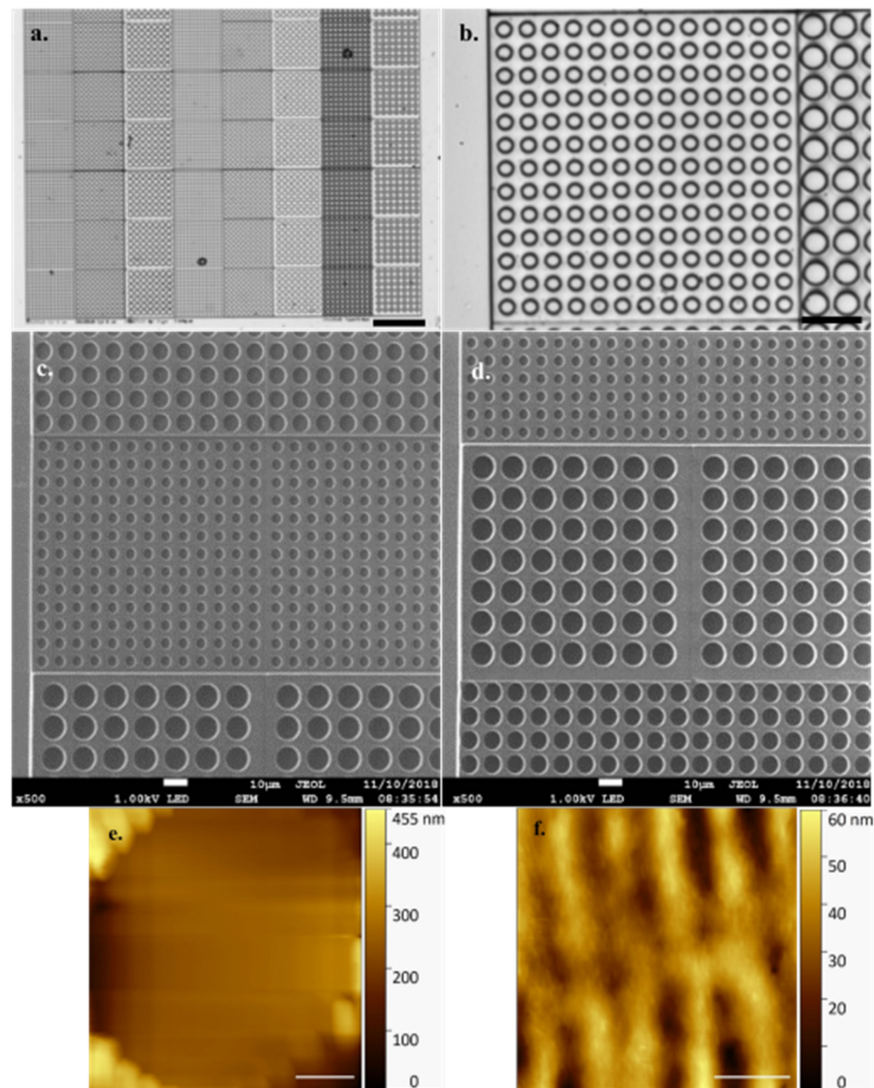 a.
b.
c.
d.
10µm JEOL 11/10/2018
x500 1.00kV LED SEM WD 9.5mm 08:35:54
10µm JEOL 11/10/2018
x500 1.00kV LED SEM WD 9.5mm 08:36:40
e.
455 nm
400
300
200
100
0
f.
60 nm
50
40
30
20
10
0